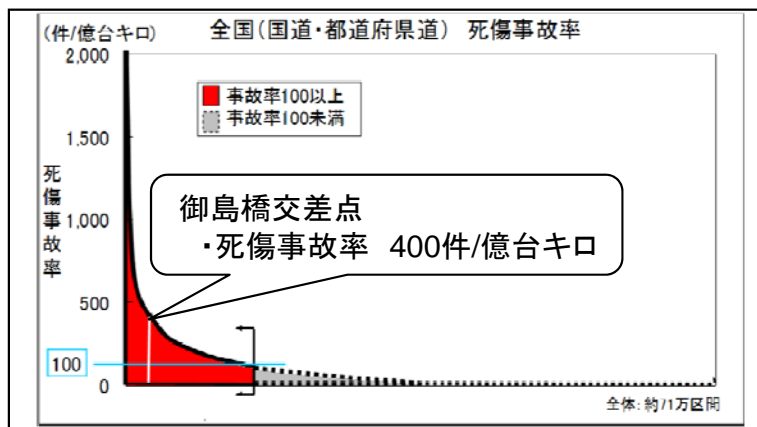 (件/億台キロ)
全国(国道・都道府県道) 死傷事故率
2,000
事故率100以上
事故率100未満
1,500
死傷事故率
御島橋交差点
・死傷事故率 400件/億台キロ
1,000
500
100
0
全体:約71万区間